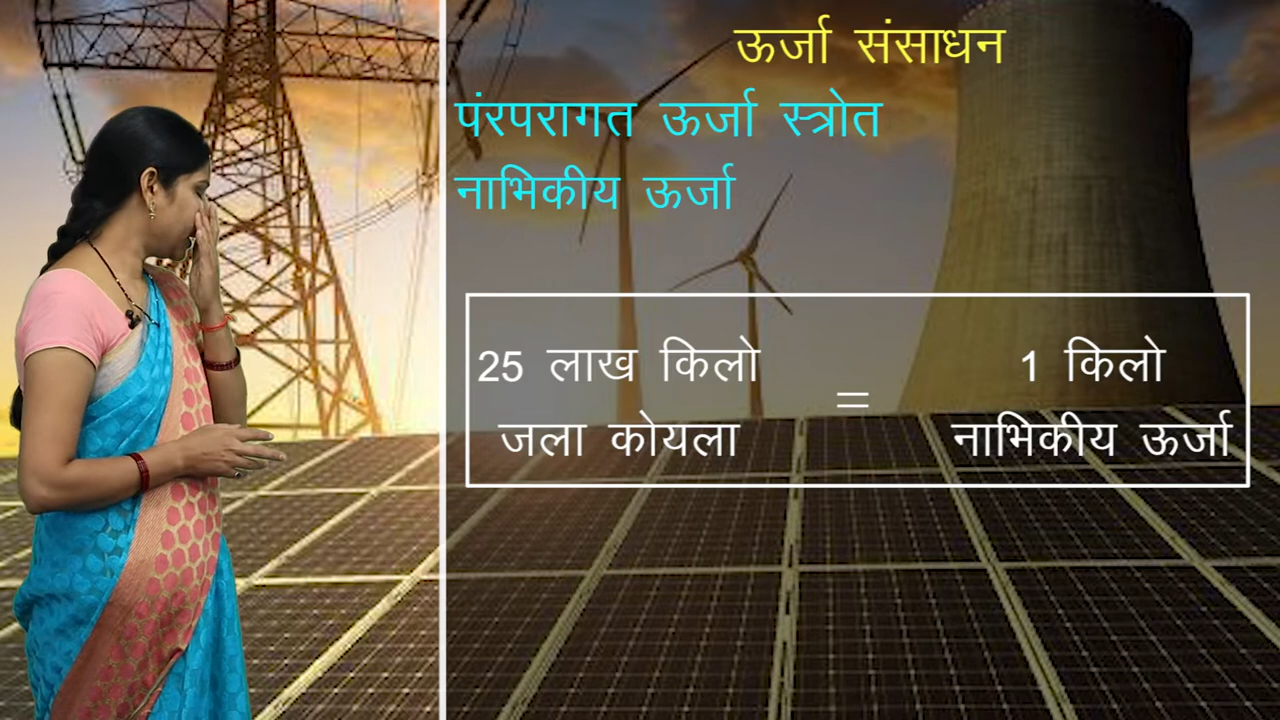 ऊर्जा संसाधन
पंरपरागत ऊर्जा स्त्रोत
नाभिकीय ऊर्जा
25 लाख किलो
जला कोयला
=
1 किलो
नाभिकीय ऊर्जा